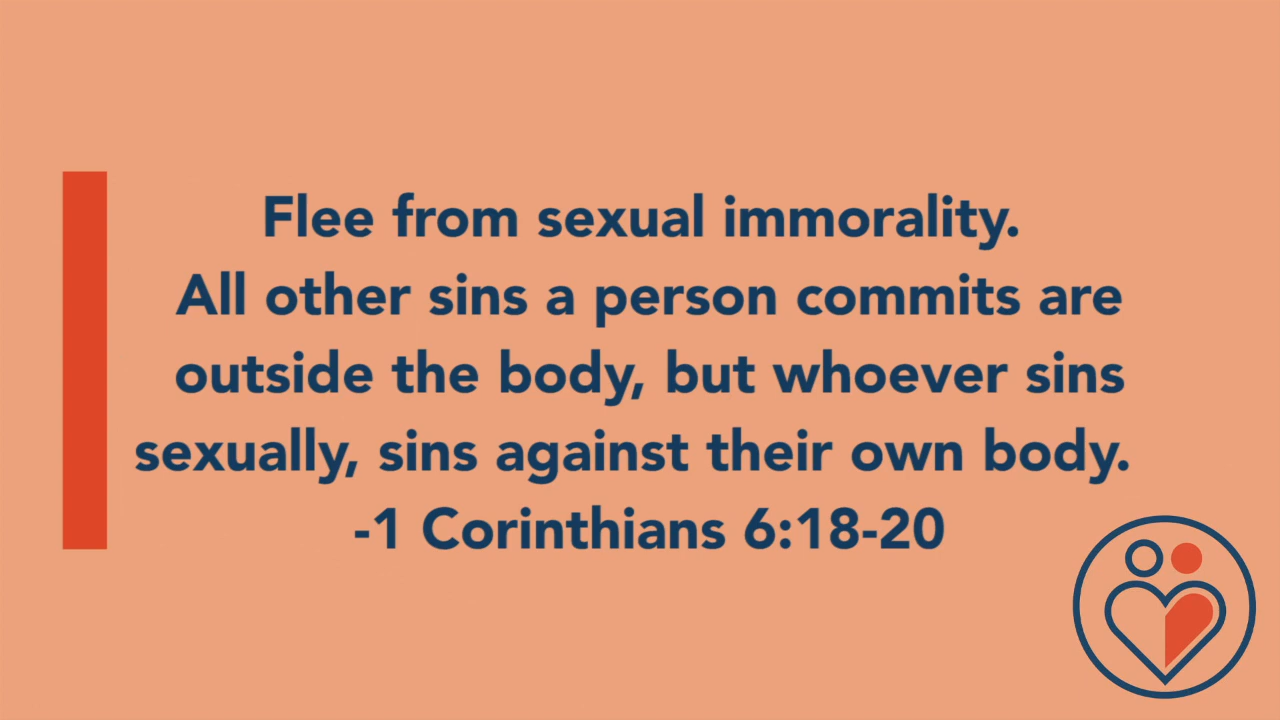 Flee from sexual immorality.
All other sins a person commits are
outside the body, but whoever sins
sexually, sins against their own body.
-1 Corinthians 6:18-20